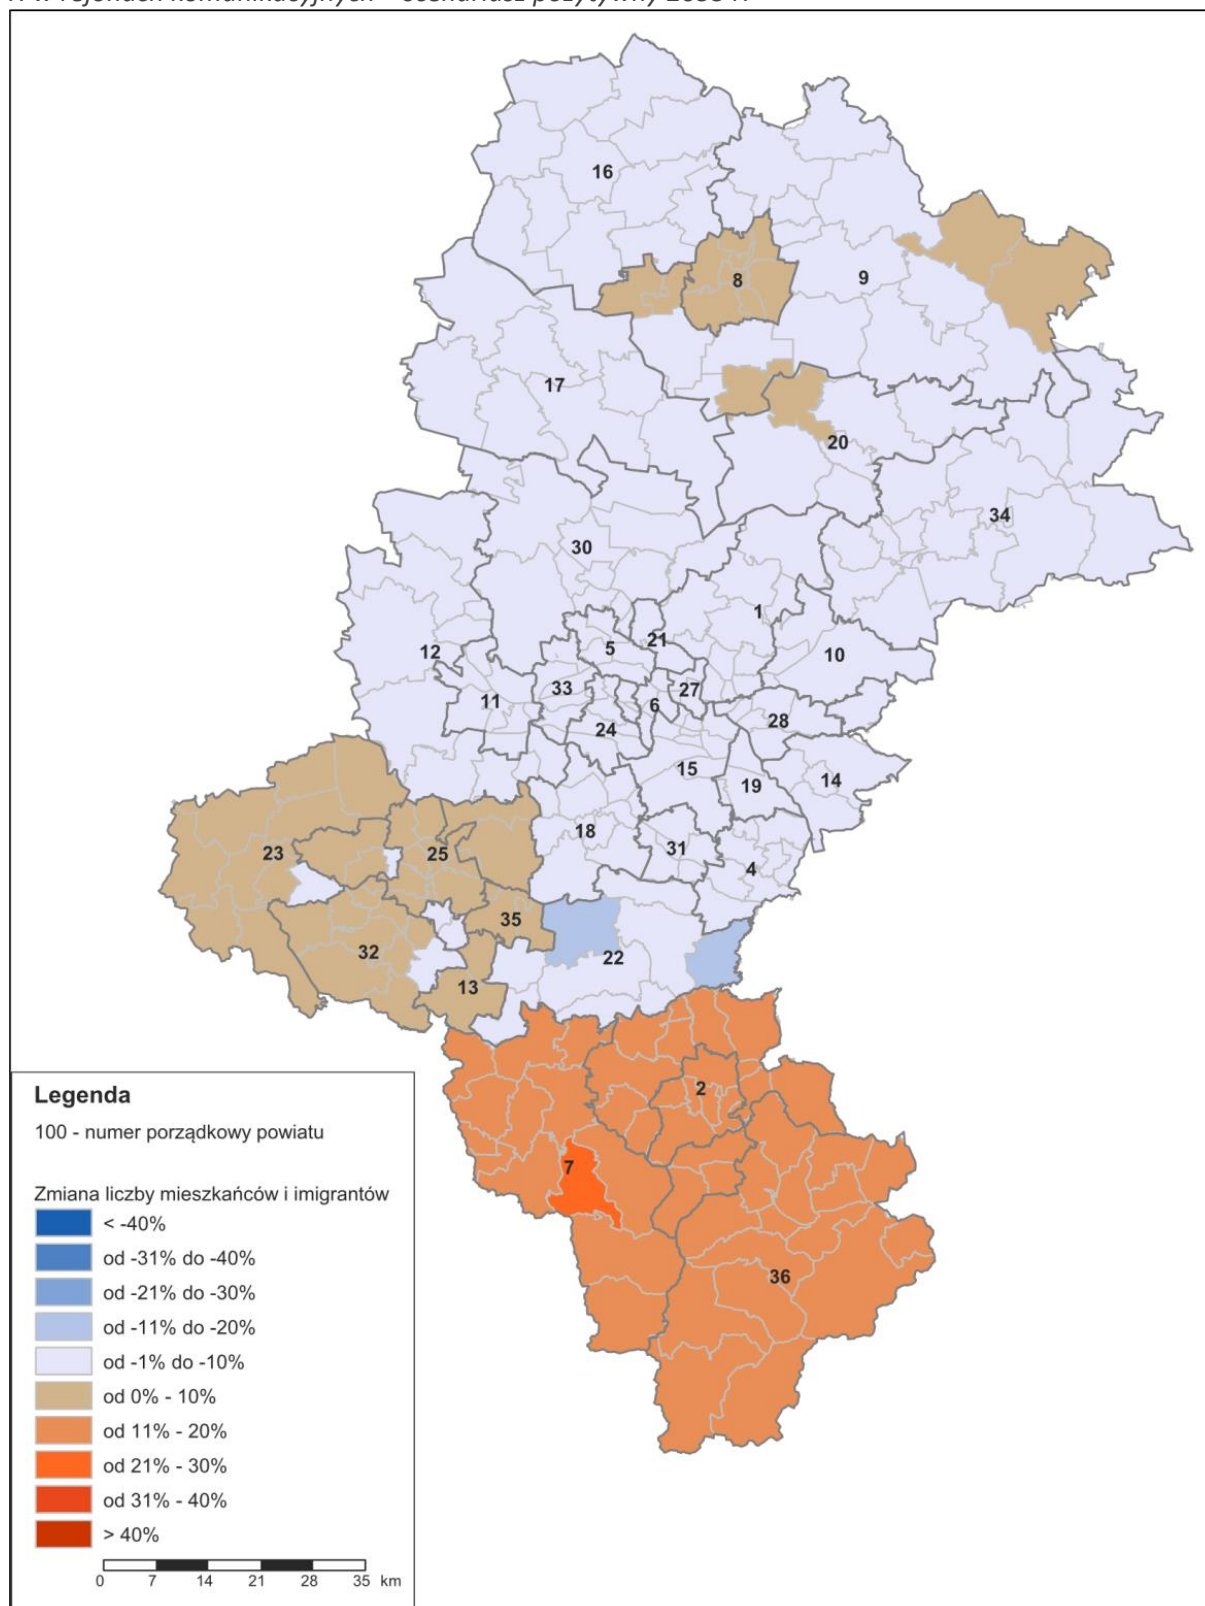 w rejonach komunikacyjnych – scenariusz pozytywny
16
8
9
17
20
34
30
1
21
5
12
10
33
27
11
6
28
24
15
14
19
18
31
23
25
4
35
32
22
13
2
7
36
Legenda
100 - numer porządkowy powiatu
Zmiana liczby mieszkańców i imigrantów
< -40%
od -31% do -40%
od -21% do -30%
od -11% do -20%
od -1% do -10%
od 0% - 10%
od 11% - 20%
od 21% - 30%
od 31% - 40%
> 40%
0 7 14 21 28 35 km